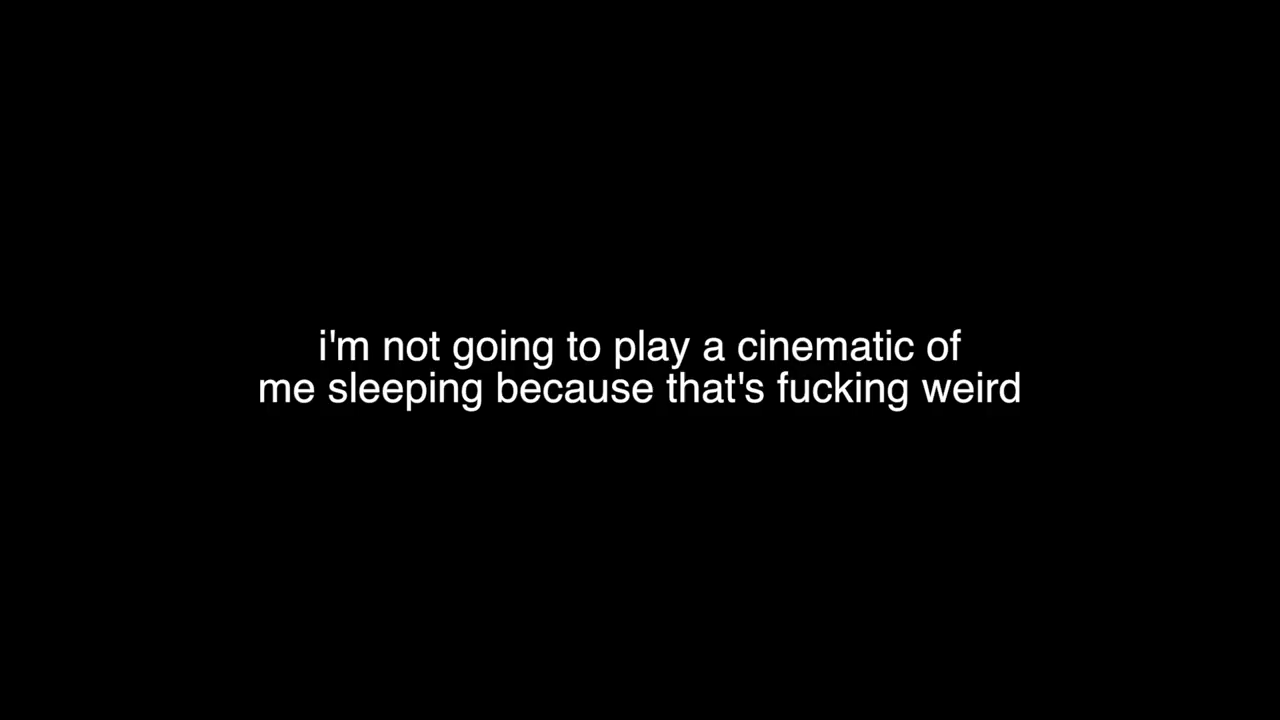 i'm not going to play a cinematic of
me sleeping because that's fucking weird